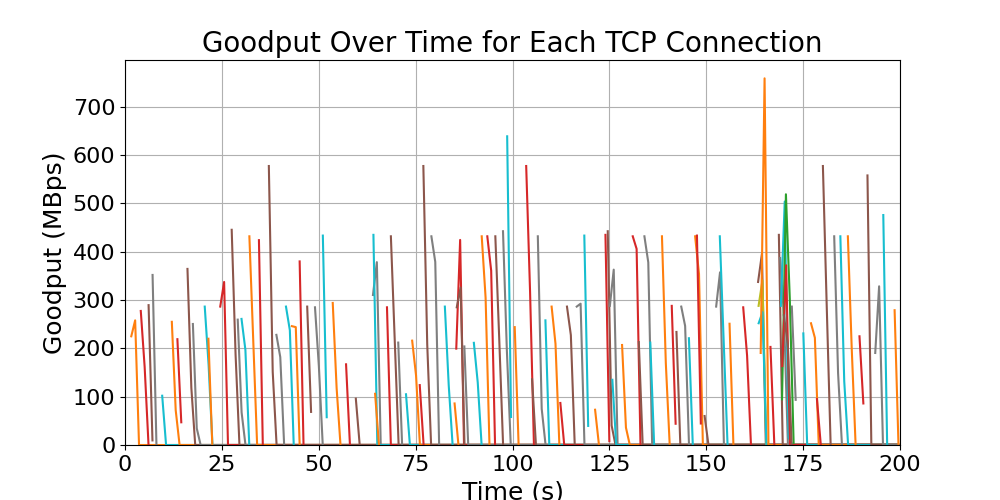 Goodput Over Time for Each TCP Connection
Goodput (MBps)
700
600
500
400
300
200
100
0
0 25 50 75 100 125 150 175 200
Time (s)